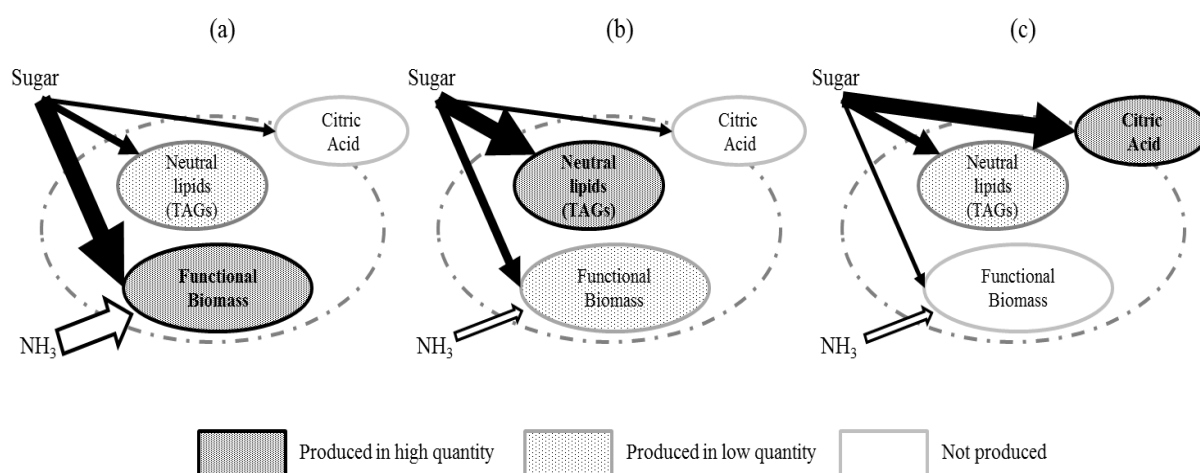 (a)
Sugar
Citric
Acid
Neutral
lipids
(TAGs)
Functional
Biomass
NH3
(b)
Sugar
Citric
Acid
Neutral
lipids
(TAGs)
Functional
Biomass
NH3
(c)
Sugar
Citric
Acid
Neutral
lipids
(TAGs)
Functional
Biomass
NH3
Produced in high quantity
Produced in low quantity
Not produced